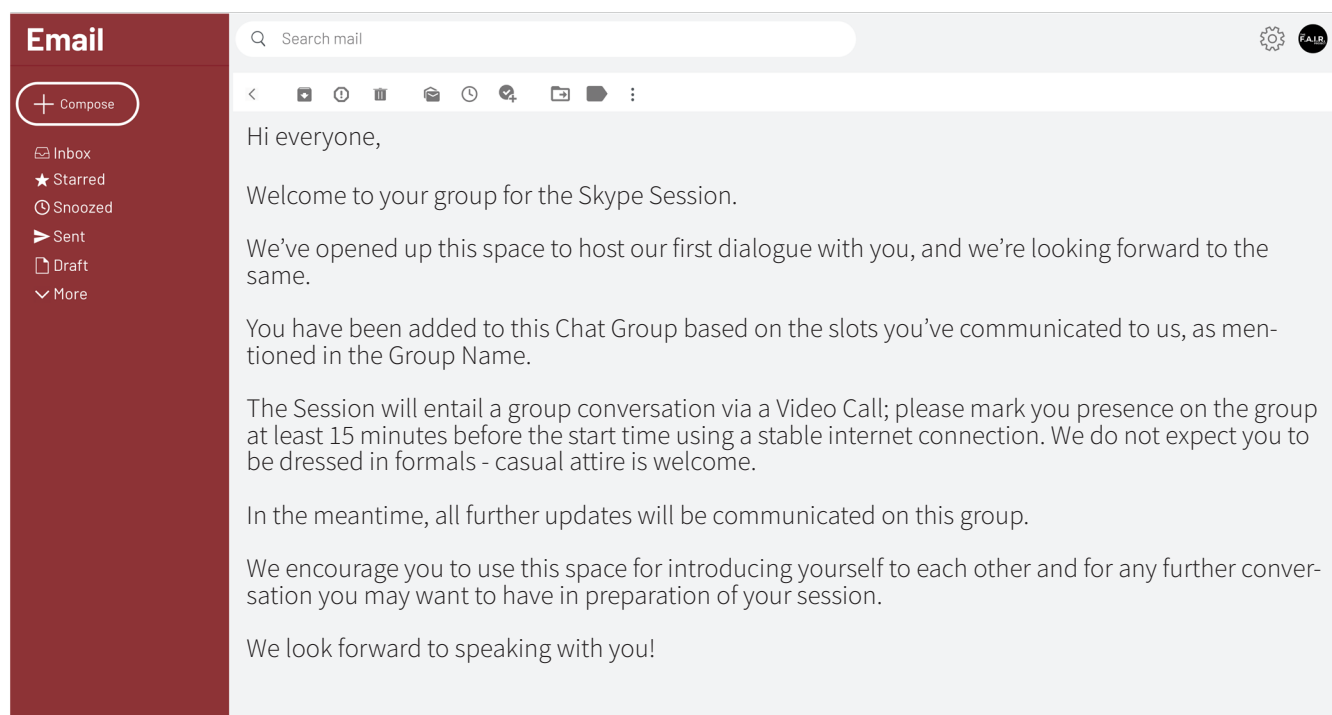 Email
Search mail
F.A.I.R.
Compose
Inbox
Starred
Snoozed
Sent
Draft
More
Hi everyone,
Welcome to your group for the Skype Session.
We’ve opened up this space to host our first dialogue with you, and we’re looking forward to the
same.
You have been added to this Chat Group based on the slots you’ve communicated to us, as men-
tioned in the Group Name.
The Session will entail a group conversation via a Video Call; please mark you presence on the group
at least 15 minutes before the start time using a stable internet connection. We do not expect you to
be dressed in formals - casual attire is welcome.
In the meantime, all further updates will be communicated on this group.
We encourage you to use this space for introducing yourself to each other and for any further conver-
sation you may want to have in preparation of your session.
We look forward to speaking with you!